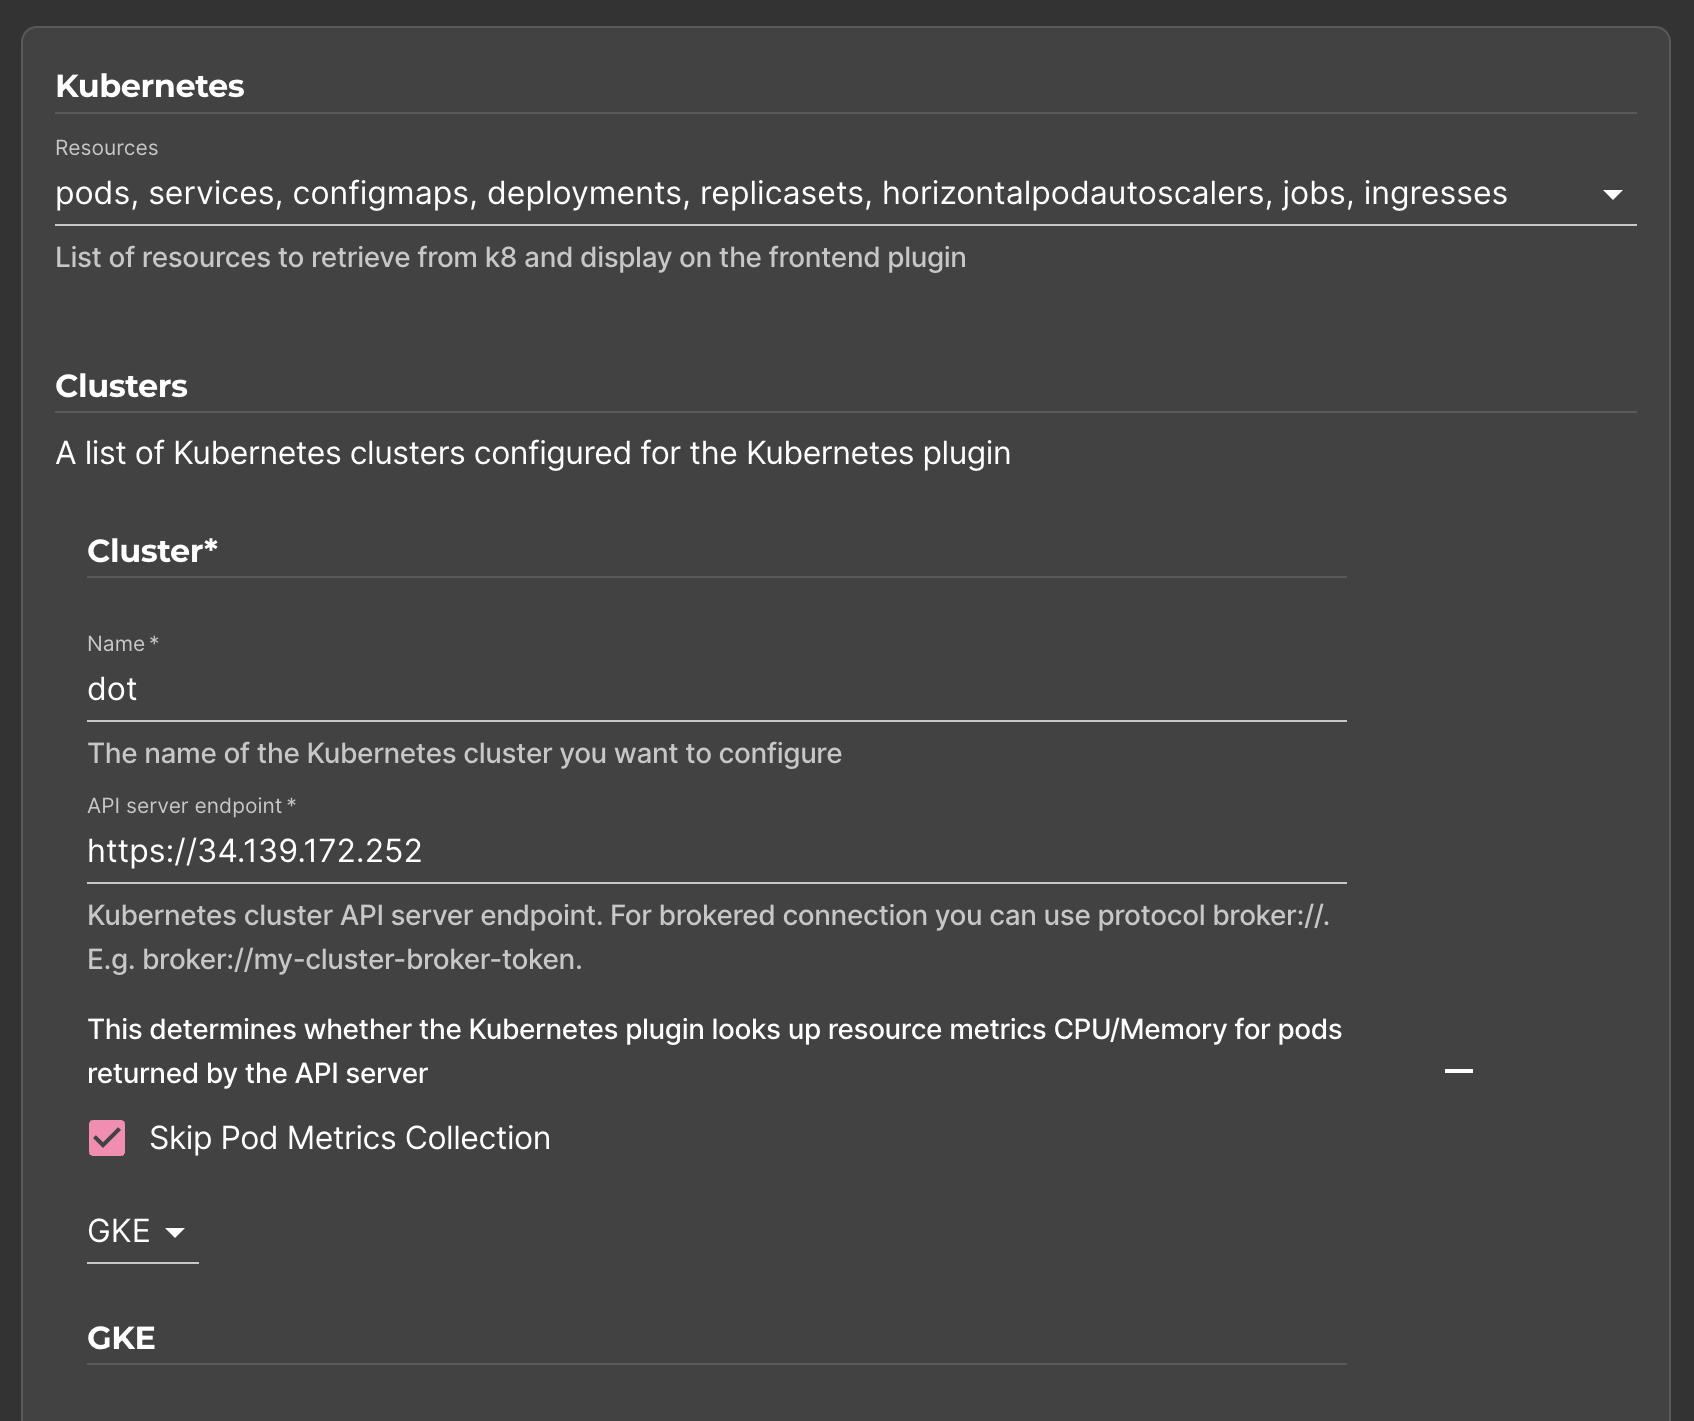 Kubernetes
Resources
pods, services, configmaps, deployments, replicasets, horizontalpodautoscalers, jobs, ingresses
List of resources to retrieve from k8 and display on the frontend plugin
Clusters
A list of Kubernetes clusters configured for the Kubernetes plugin
Cluster*
Name *
dot
The name of the Kubernetes cluster you want to configure
API server endpoint *
https://34.139.172.252
Kubernetes cluster API server endpoint. For brokered connection you can use protocol broker://.
E.g. broker://my-cluster-broker-token.
This determines whether the Kubernetes plugin looks up resource metrics CPU/Memory for pods
returned by the API server
Skip Pod Metrics Collection
GKE
GKE